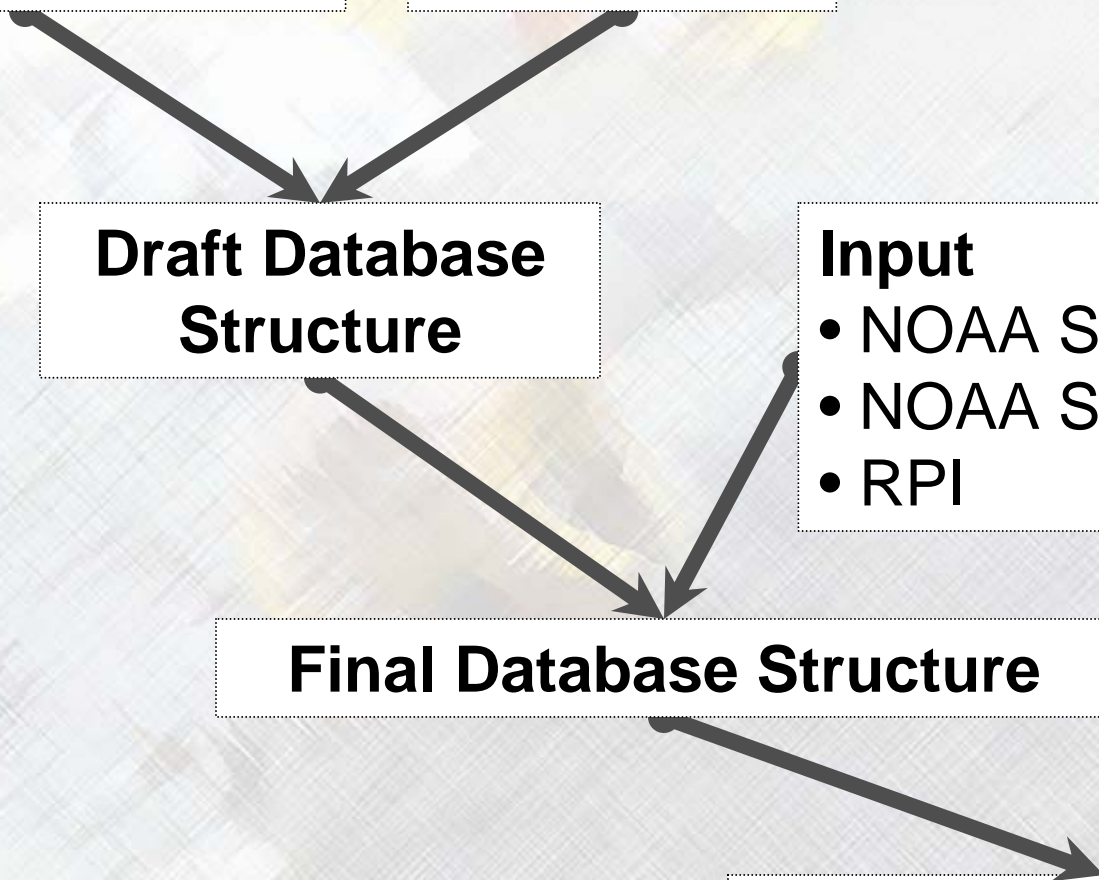 Draft Database
Structure
Input
• NOAA S
• NOAA S
• RPI
Final Database Structure